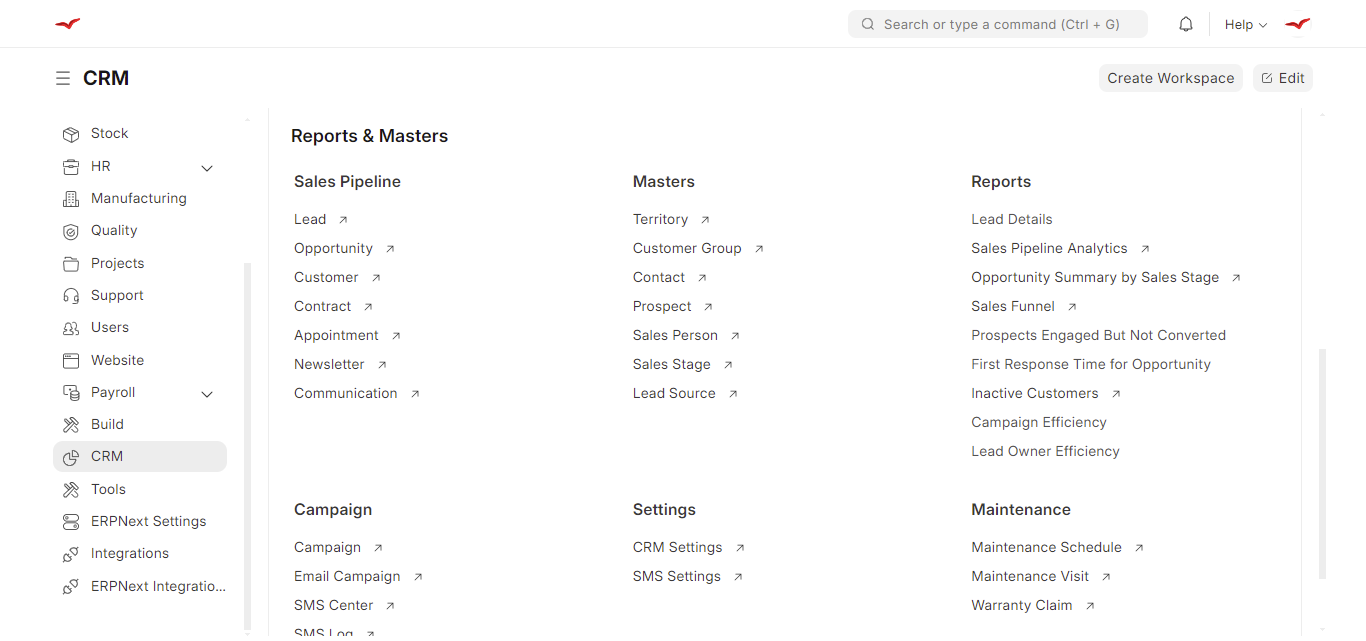 Search or type a command (Ctrl + G)
Help
CRM
Create Workspace
Edit
Stock
HR
Manufacturing
Quality
Projects
Support
Users
Website
Payroll
Build
CRM
Tools
ERPNext Settings
Integrations
ERPNext Integratio...
Reports & Masters
Sales Pipeline
Lead
Opportunity
Customer
Contract
Appointment
Newsletter
Communication
Masters
Territory
Customer Group
Contact
Prospect
Sales Person
Sales Stage
Lead Source
Reports
Lead Details
Sales Pipeline Analytics
Opportunity Summary by Sales Stage
Sales Funnel
Prospects Engaged But Not Converted
First Response Time for Opportunity
Inactive Customers
Campaign Efficiency
Lead Owner Efficiency
Campaign
Campaign
Email Campaign
SMS Center
SMS Log
Settings
CRM Settings
SMS Settings
Maintenance
Maintenance Schedule
Maintenance Visit
Warranty Claim